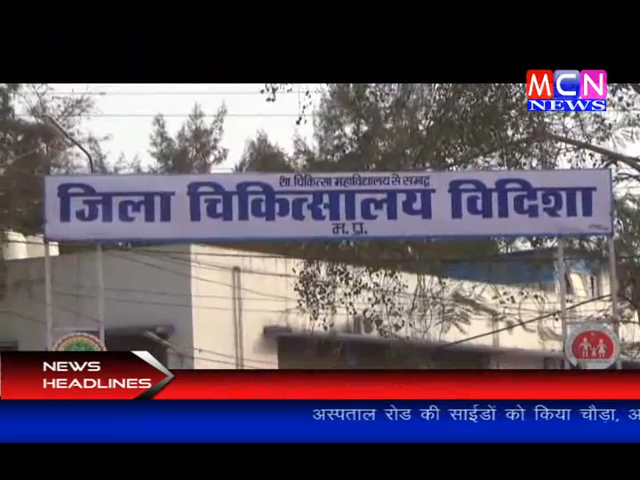 MCN
NEWS
शा. चिकित्सा महाविद्यालय से सम्बद्ध
जिला चिकित्सालय विदिशा
म.प्र.
NEWS
HEADLINES
अस्पताल रोड की साईडों को किया चौड़ा,